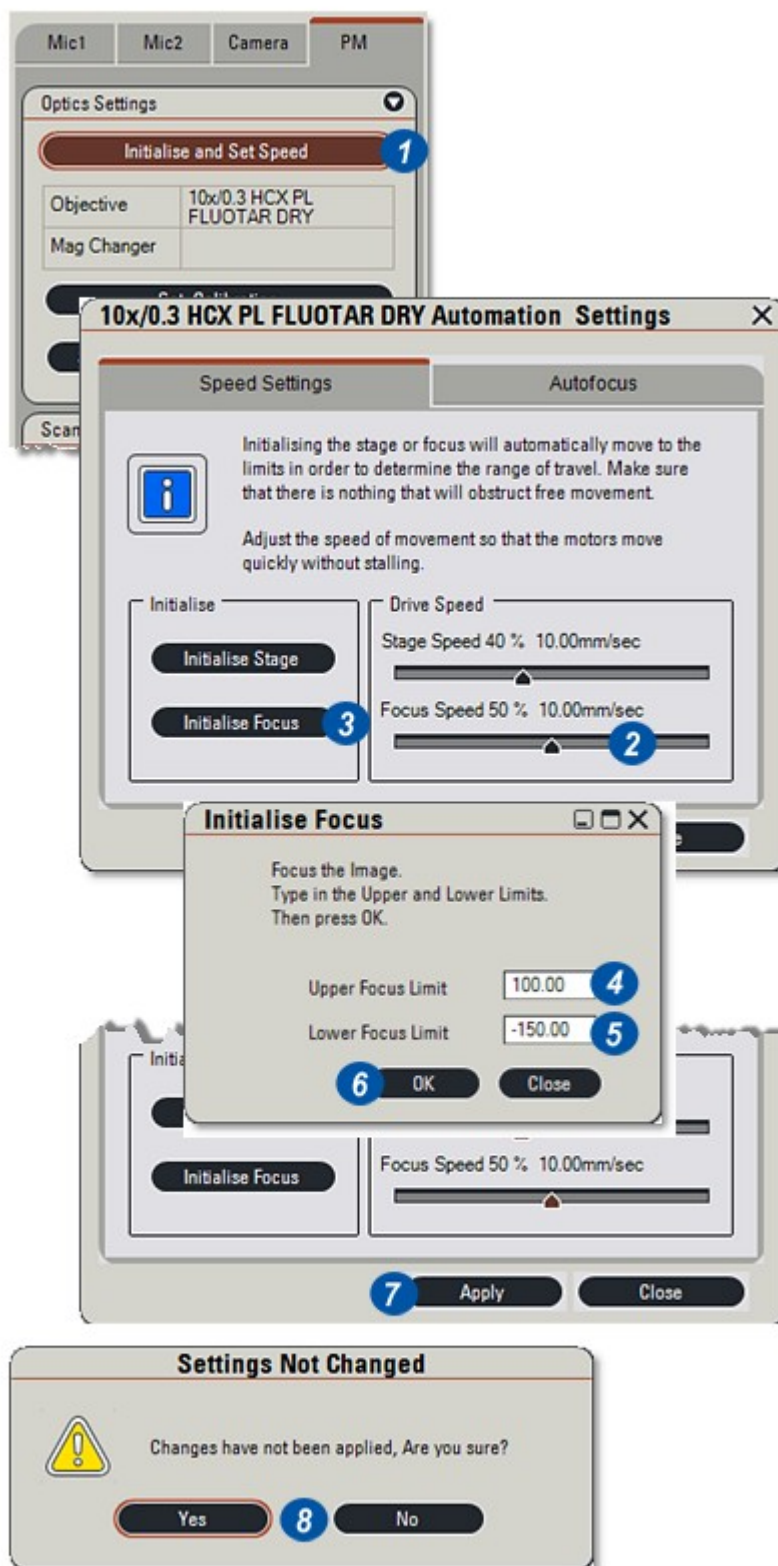 Mic1 Mic2 Camera PM
Optics Settings
Initialise and Set Speed 1
Objective 10x/0.3 HCX PL
FLUOTAR DRY
Mag Changer
10x/0.3 HCX PL FLUOTAR DRY Automation Settings
Speed Settings Autofocus
Scan
Initialising the stage or focus will automatically move to the
limits in order to determine the range of travel. Make sure
that there is nothing that will obstruct free movement.
Adjust the speed of movement so that the motors move
quickly without stalling.
Initialise
Initialise Stage
Initialise Focus 3
Drive Speed
Stage Speed 40 % 10.00mm/sec
Focus Speed 50 % 10.00mm/sec
2
Initialise Focus
Focus the Image.
Type in the Upper and Lower Limits.
Then press OK.
Upper Focus Limit 100.00 4
Lower Focus Limit -150.00 5
6 OK Close
Initia
Initialise Focus
Focus Speed 50 % 10.00mm/sec
7 Apply Close
Settings Not Changed
Changes have not been applied, Are you sure?
Yes 8 No